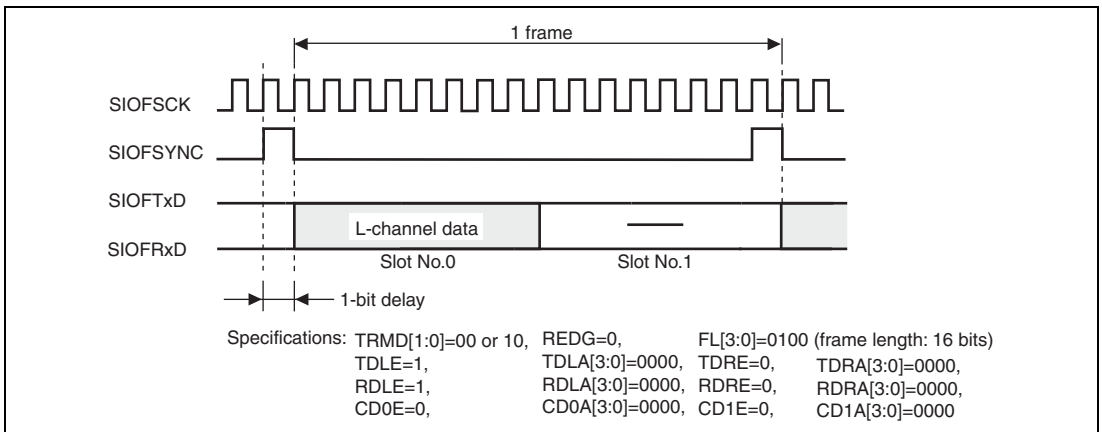 1 frame
SIOFSCK
SIOFSYNC
SIOFTxD
L-channel data
SIOFRxD
Slot No.0 Slot No.1
1-bit delay
Specifications: TRMD[1:0]=00 or 10, REDG=0, FL[3:0]=0100 (frame length: 16 bits)
TDLE=1, TDLA[3:0]=0000, TDRE=0, TDRA[3:0]=0000,
RDLE=1, RDLA[3:0]=0000, RDRE=0, RDRA[3:0]=0000,
CD0E=0, CD0A[3:0]=0000, CD1E=0, CD1A[3:0]=0000